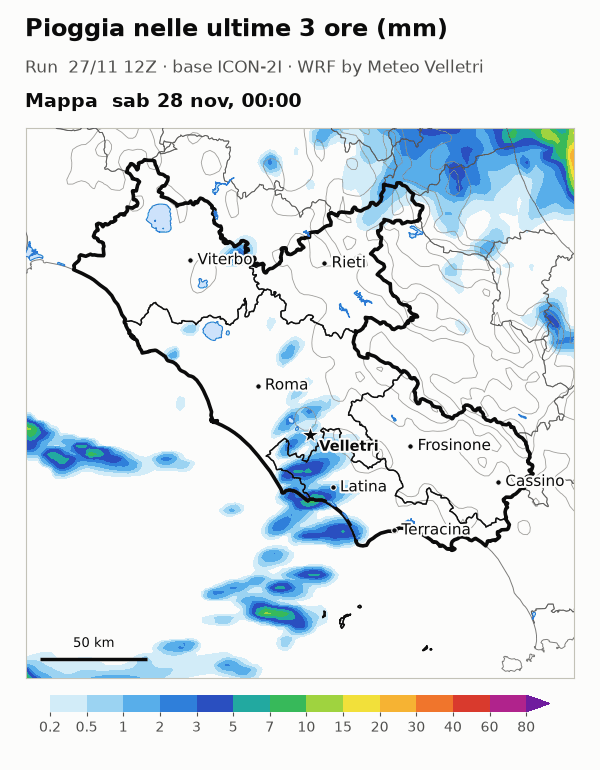 Pioggia nelle ultime 3 ore (mm)
Run  27/11 12Z · base ICON-2I · WRF by Meteo Velletri
Mappa  sab 28 nov, 00:00
Viterbo
Rieti
Roma
Velletri
Frosinone
Latina
Cassino
Terracina
50 km
0.2 0.5 1 2 3 5 7 10 15 20 30 40 60 80